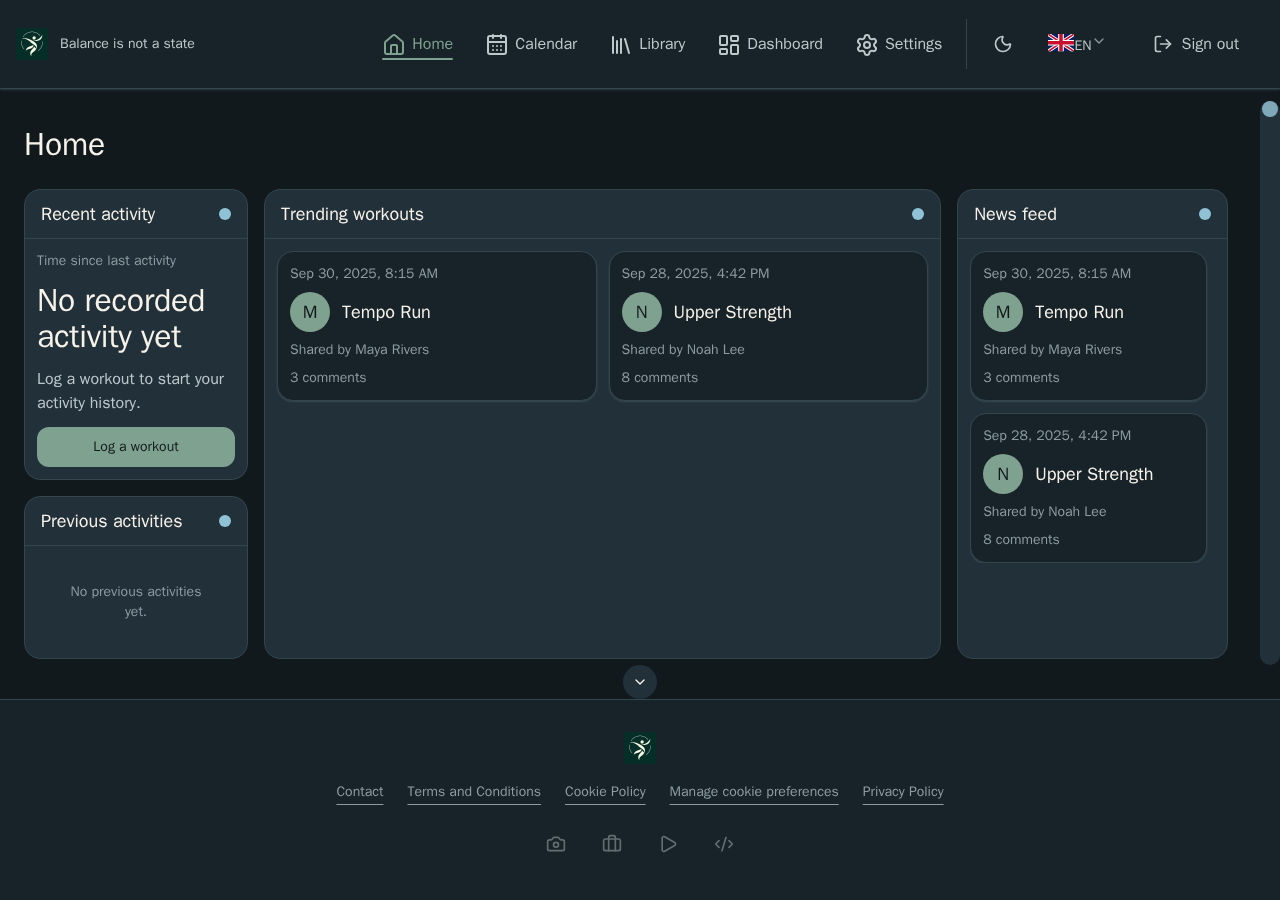 Balance is not a state
Home
Calendar
Library
Dashboard
Settings
EN
Sign out
Home
Recent activity
Time since last activity
No recorded
activity yet
Log a workout to start your
activity history.
Log a workout
Previous activities
No previous activities
yet.
Trending workouts
Sep 30, 2025, 8:15 AM
M
Tempo Run
Shared by Maya Rivers
3 comments
Sep 28, 2025, 4:42 PM
N
Upper Strength
Shared by Noah Lee
8 comments
News feed
Sep 30, 2025, 8:15 AM
M
Tempo Run
Shared by Maya Rivers
3 comments
Sep 28, 2025, 4:42 PM
N
Upper Strength
Shared by Noah Lee
8 comments
Contact
Terms and Conditions
Cookie Policy
Manage cookie preferences
Privacy Policy